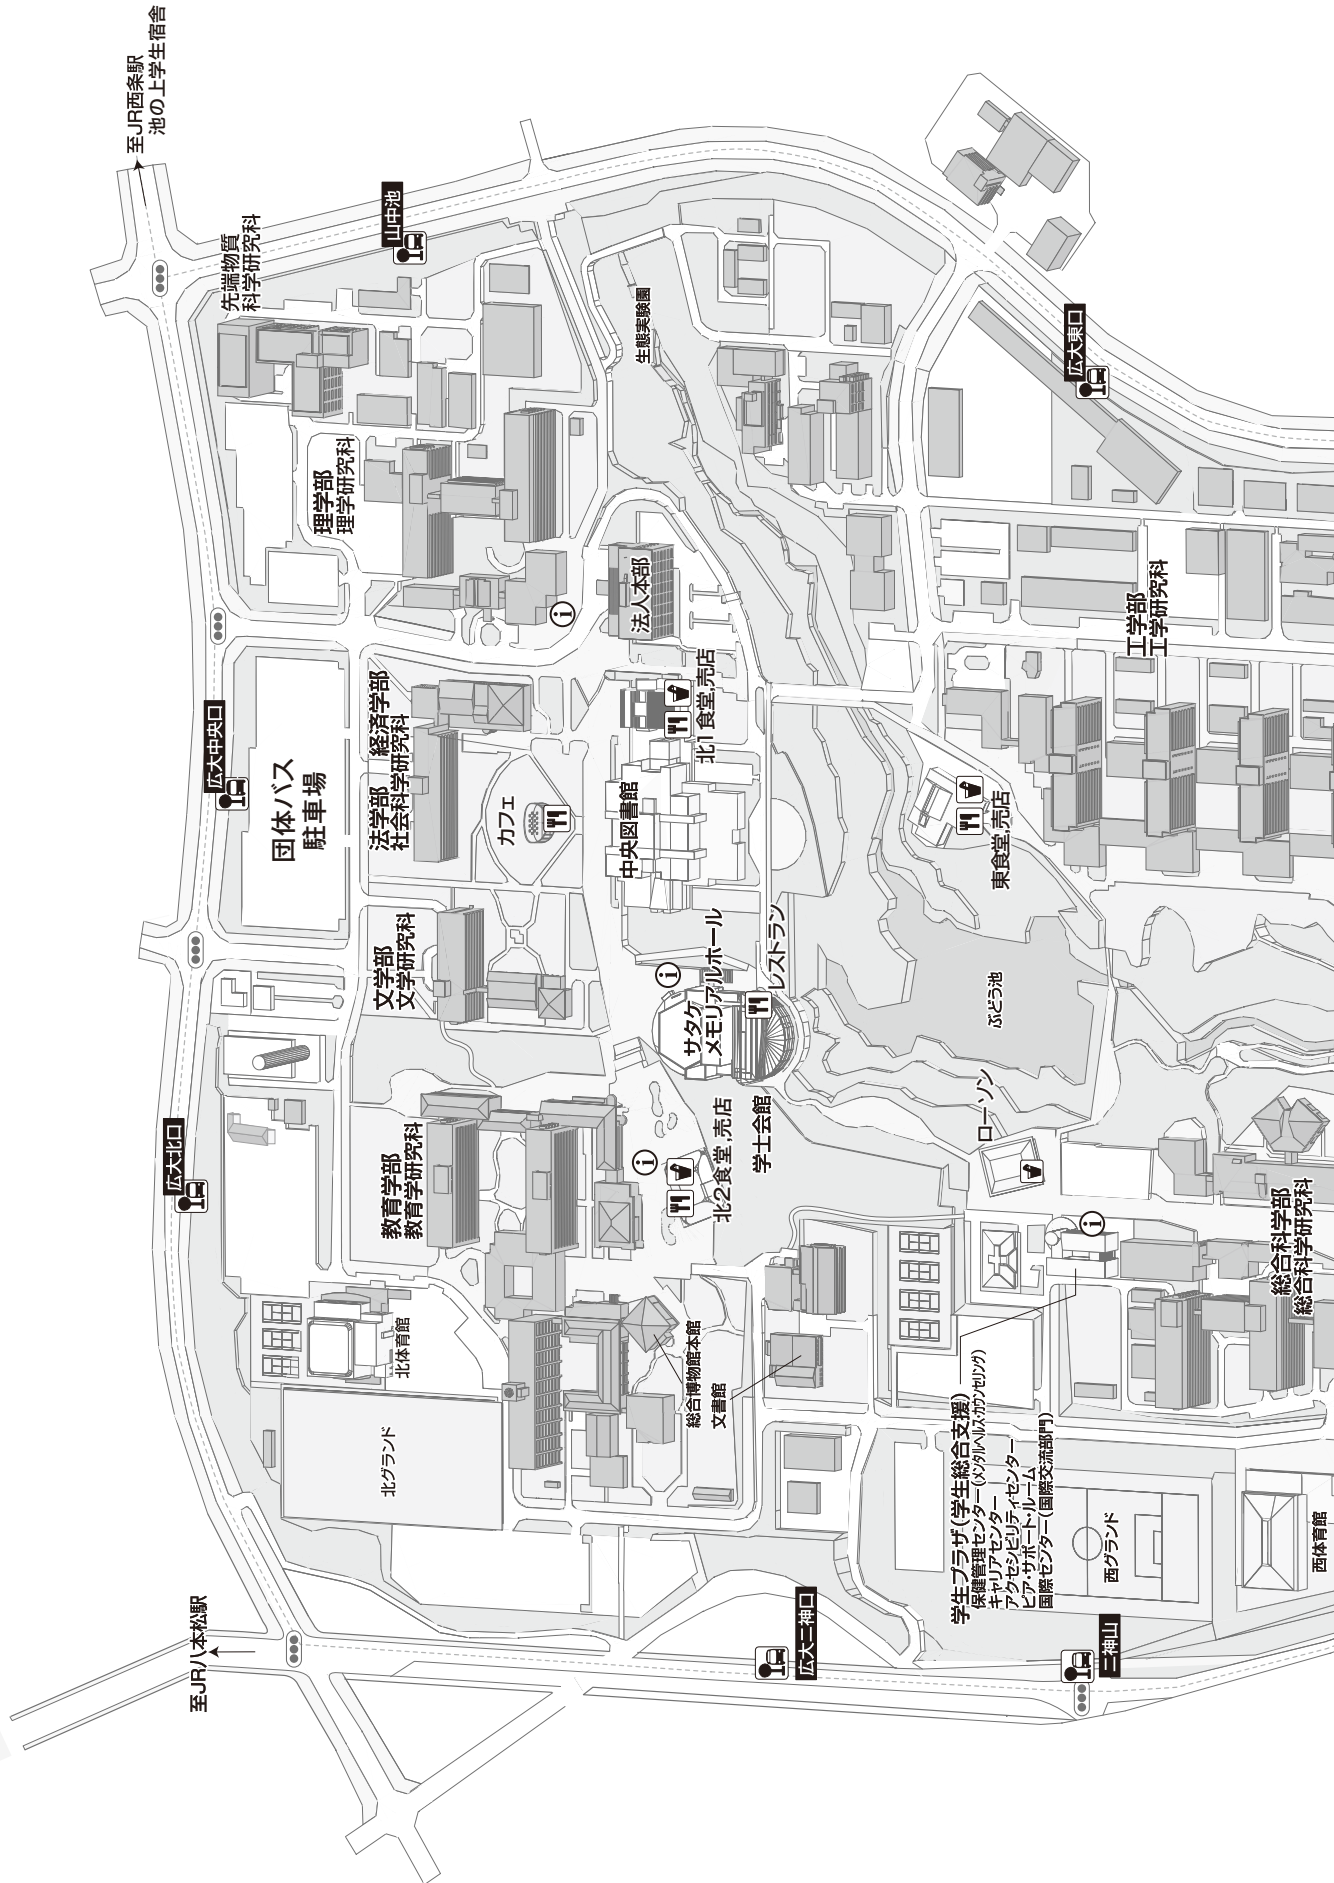 至JR西条駅
池の上学生宿舎
山中池
先端物質
科学研究科
生態実験園
広大東口
理学部
理学研究科
法人本部
工学部
工学研究科
広大中央口
団体バス
駐車場
法学部 経済学部
社会科学研究科
カフェ
北1食堂,売店
中央図書館
東食堂,売店
文学部
文学研究科
サタケ
メモリアルホール
レストラン
ぶどう池
広大北口
教育学部
教育学研究科
北2食堂,売店
学士会館
ローソン
総合科学部
総合科学研究科
北体育館
総合博物館本館
文書館
北グランド
学生プラザ(学生総合支援)
保健管理センター(メンタルヘルス・カウンセリング)
キャリアセンター
アクセシビリティセンター
ピア・サポート・ルーム
国際センター(国際交流部門)
西グランド
西体育館
至JR八本松駅
広大二神口
二神山